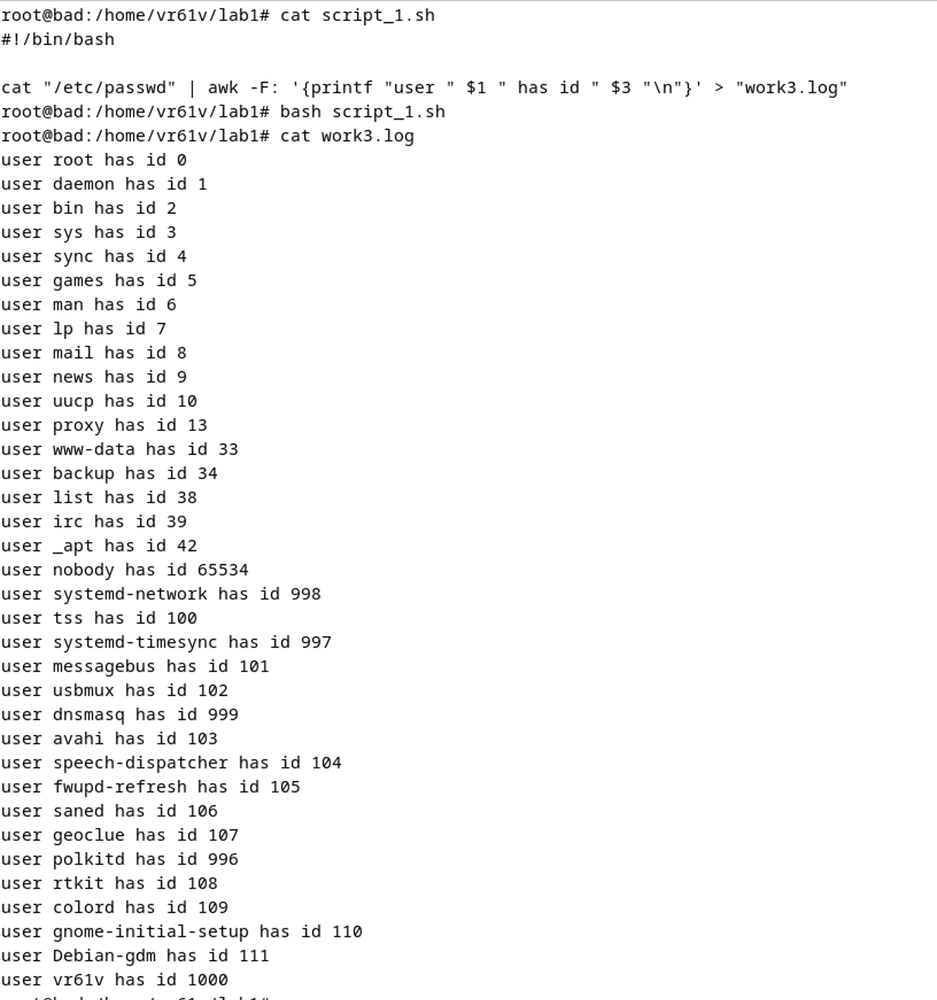 root@bad:/home/vr61v/lab1# cat script_1.sh
#!/bin/bash

cat "/etc/passwd" | awk -F: '{printf "user " $1 " has id " $3 "\n"}' > "work3.log"
root@bad:/home/vr61v/lab1# bash script_1.sh
root@bad:/home/vr61v/lab1# cat work3.log
user root has id 0
user daemon has id 1
user bin has id 2
user sys has id 3
user sync has id 4
user games has id 5
user man has id 6
user lp has id 7
user mail has id 8
user news has id 9
user uucp has id 10
user proxy has id 13
user www-data has id 33
user backup has id 34
user list has id 38
user irc has id 39
user _apt has id 42
user nobody has id 65534
user systemd-network has id 998
user tss has id 100
user systemd-timesync has id 997
user messagebus has id 101
user usbmux has id 102
user dnsmasq has id 999
user avahi has id 103
user speech-dispatcher has id 104
user fwupd-refresh has id 105
user saned has id 106
user geoclue has id 107
user polkitd has id 996
user rtkit has id 108
user colord has id 109
user gnome-initial-setup has id 110
user Debian-gdm has id 111
user vr61v has id 1000